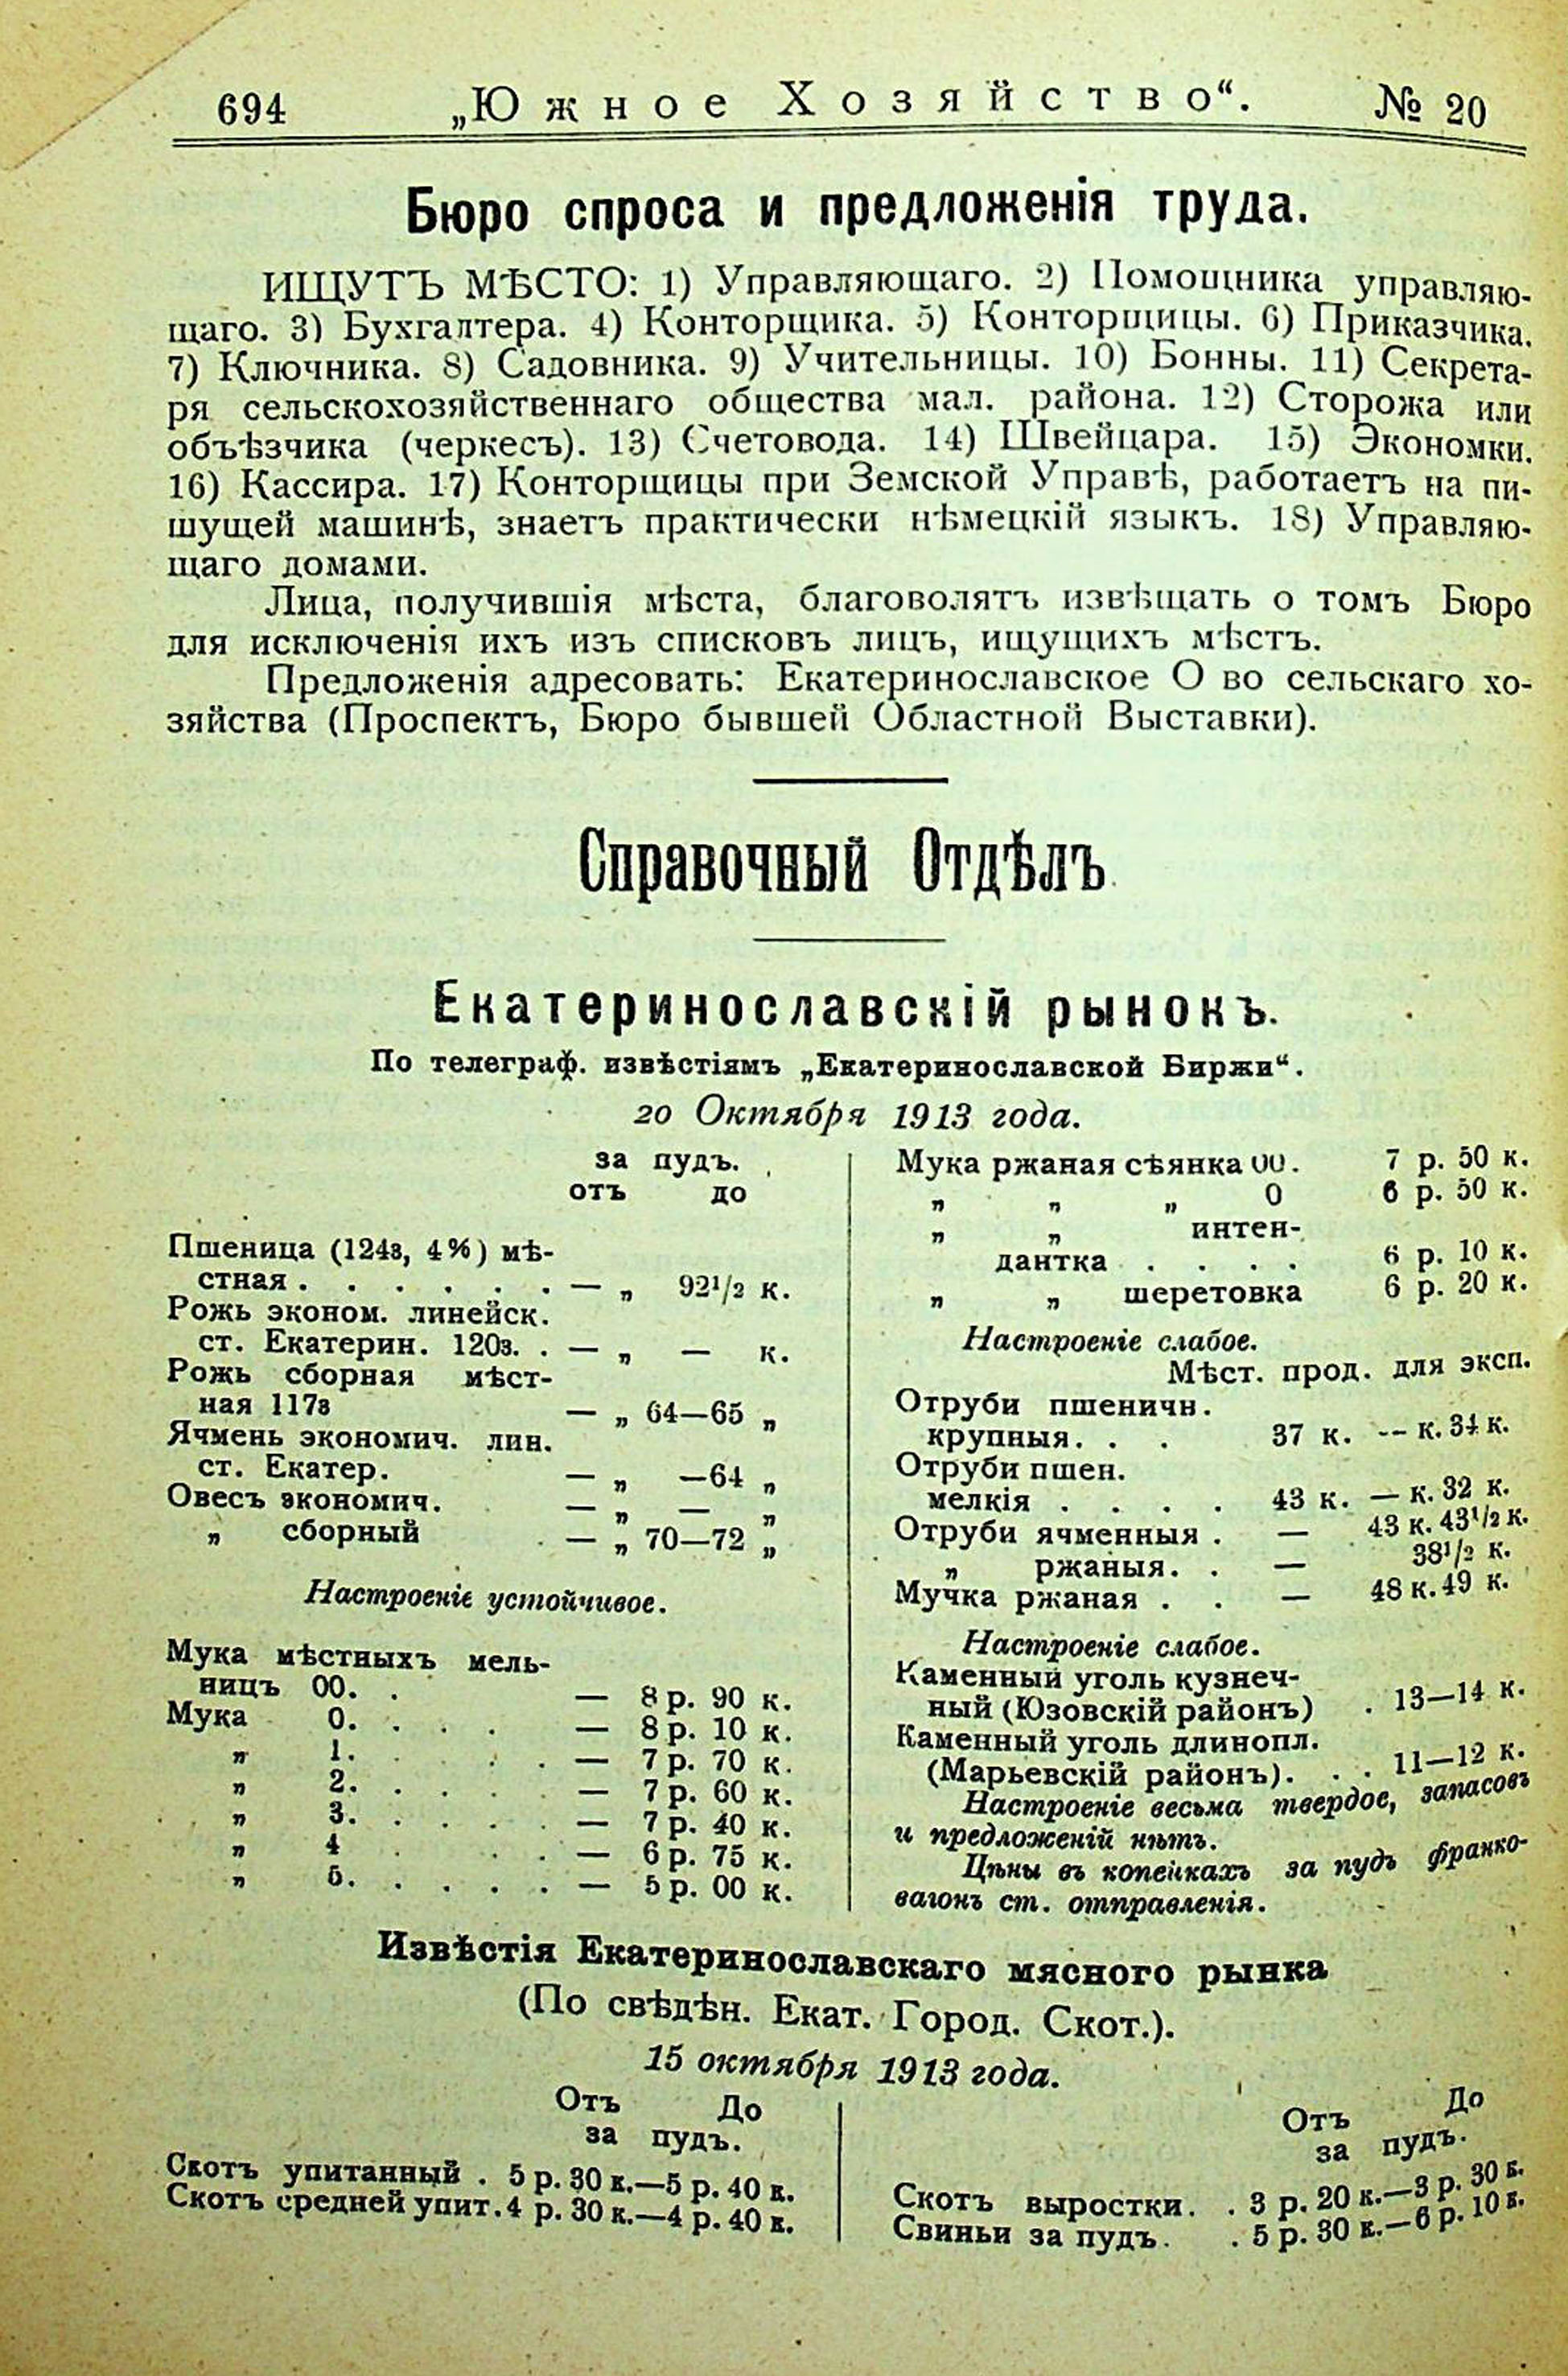 694 „Южное Хозяйство“. № 20
Бюро спроса и предложенія труда.
ИЩУТЪ МѢСТО: 1) Управляющаго. 2) Помощника управляю-
щаго. 3) Бухгалтера. 4) Конторщика. 5) Конторщицы. 6) Приказчика.
7) Ключника. 8) Садовника. 9) Учительницы. 10) Бонны. 11) Секрета-
ря сельскохозяйственнаго общества мал. района. 12) Сторожа или
объѣзчика (черкесъ). 13) Счетовода. 14) Швейцара. 15) Экономки.
16) Кассира. 17) Конторщицы при Земской Управѣ, работаетъ на пи-
шущей машинѣ, знаетъ практически нѣмецкій языкъ. 18) Управляю-
щаго домами.
Лица, получившія мѣста, благоволятъ извѣщать о томъ Бюро
для исключенія ихъ изъ списковъ лицъ, ищущихъ мѣстъ.
Предложенія адресовать: Екатеринославское О во сельскаго хо-
зяйства (Проспектъ, Бюро бывшей Областной Выставки).
Справочный Отдѣлъ
Екатеринославскій рынокъ.
По телеграф. извѣстіямъ „Екатеринославской Биржи“.
20 Октября 1913 года.
за пудъ.
отъ до
Пшеница (124з, 4%) мѣ-
стная . . . . . . — „ 92¹/₂ к.
Рожь эконом. линейск.
ст. Екатерин. 120з. . — „ — к.
Рожь сборная мѣст-
ная 117з — „ 64—65 „
Ячмень экономич. лин.
ст. Екатер. — „ —64 „
Овесъ экономич. — „ — „
„ сборный — „ 70—72 „
Настроеніе устойчивое.
Мука мѣстныхъ мель-
ницъ 00. . — 8 р. 90 к.
Мука 0. . . . — 8 р. 10 к.
„ 1. . . . — 7 р. 70 к.
„ 2. . . . — 7 р. 60 к.
„ 3. . . . . — 7 р. 40 к.
„ 4 . . . — 6 р. 75 к.
„ 5. . . . . — 5 р. 00 к.
Мука ржаная сѣянка 00. 7 р. 50 к.
„ „ „ 0 6 р. 50 к.
„ „ интен-
дантка . . . . 6 р. 10 к.
„ „ шеретовка 6 р. 20 к.
Настроеніе слабое.
Мѣст. прод. для эксп.
Отруби пшеничн.
крупныя. . . 37 к. -- к. 34 к.
Отруби пшен.
мелкія . . . . 43 к. — к. 32 к.
Отруби ячменныя . — 43 к. 43¹/₂ к.
„ ржаныя. . — 38¹/₂ к.
Мучка ржаная . . — 48 к. 49 к.
Настроеніе слабое.
Каменный уголь кузнеч-
ный (Юзовскій районъ) . 13—14 к.
Каменный уголь длинопл.
(Марьевскій районъ). . . 11—12 к.
Настроеніе весьма твердое, запасовъ
и предложеній нѣтъ.
Цѣны въ копейкахъ за пудъ франко-
вагонъ ст. отправленія.
Извѣстія Екатеринославскаго мясного рынка
(По свѣдѣн. Екат. Город. Скот.).
15 октября 1913 года.
Отъ До
за пудъ.
Скотъ упитанный . 5 р. 30 к.—5 р. 40 к.
Скотъ средней упит. 4 р. 30 к.—4 р. 40 к.
Отъ До
за пудъ.
Скотъ выростки. . 3 р. 20 к.—3 р. 30 к.
Свиньи за пудъ. . 5 р. 30 к.—6 р. 10 к.